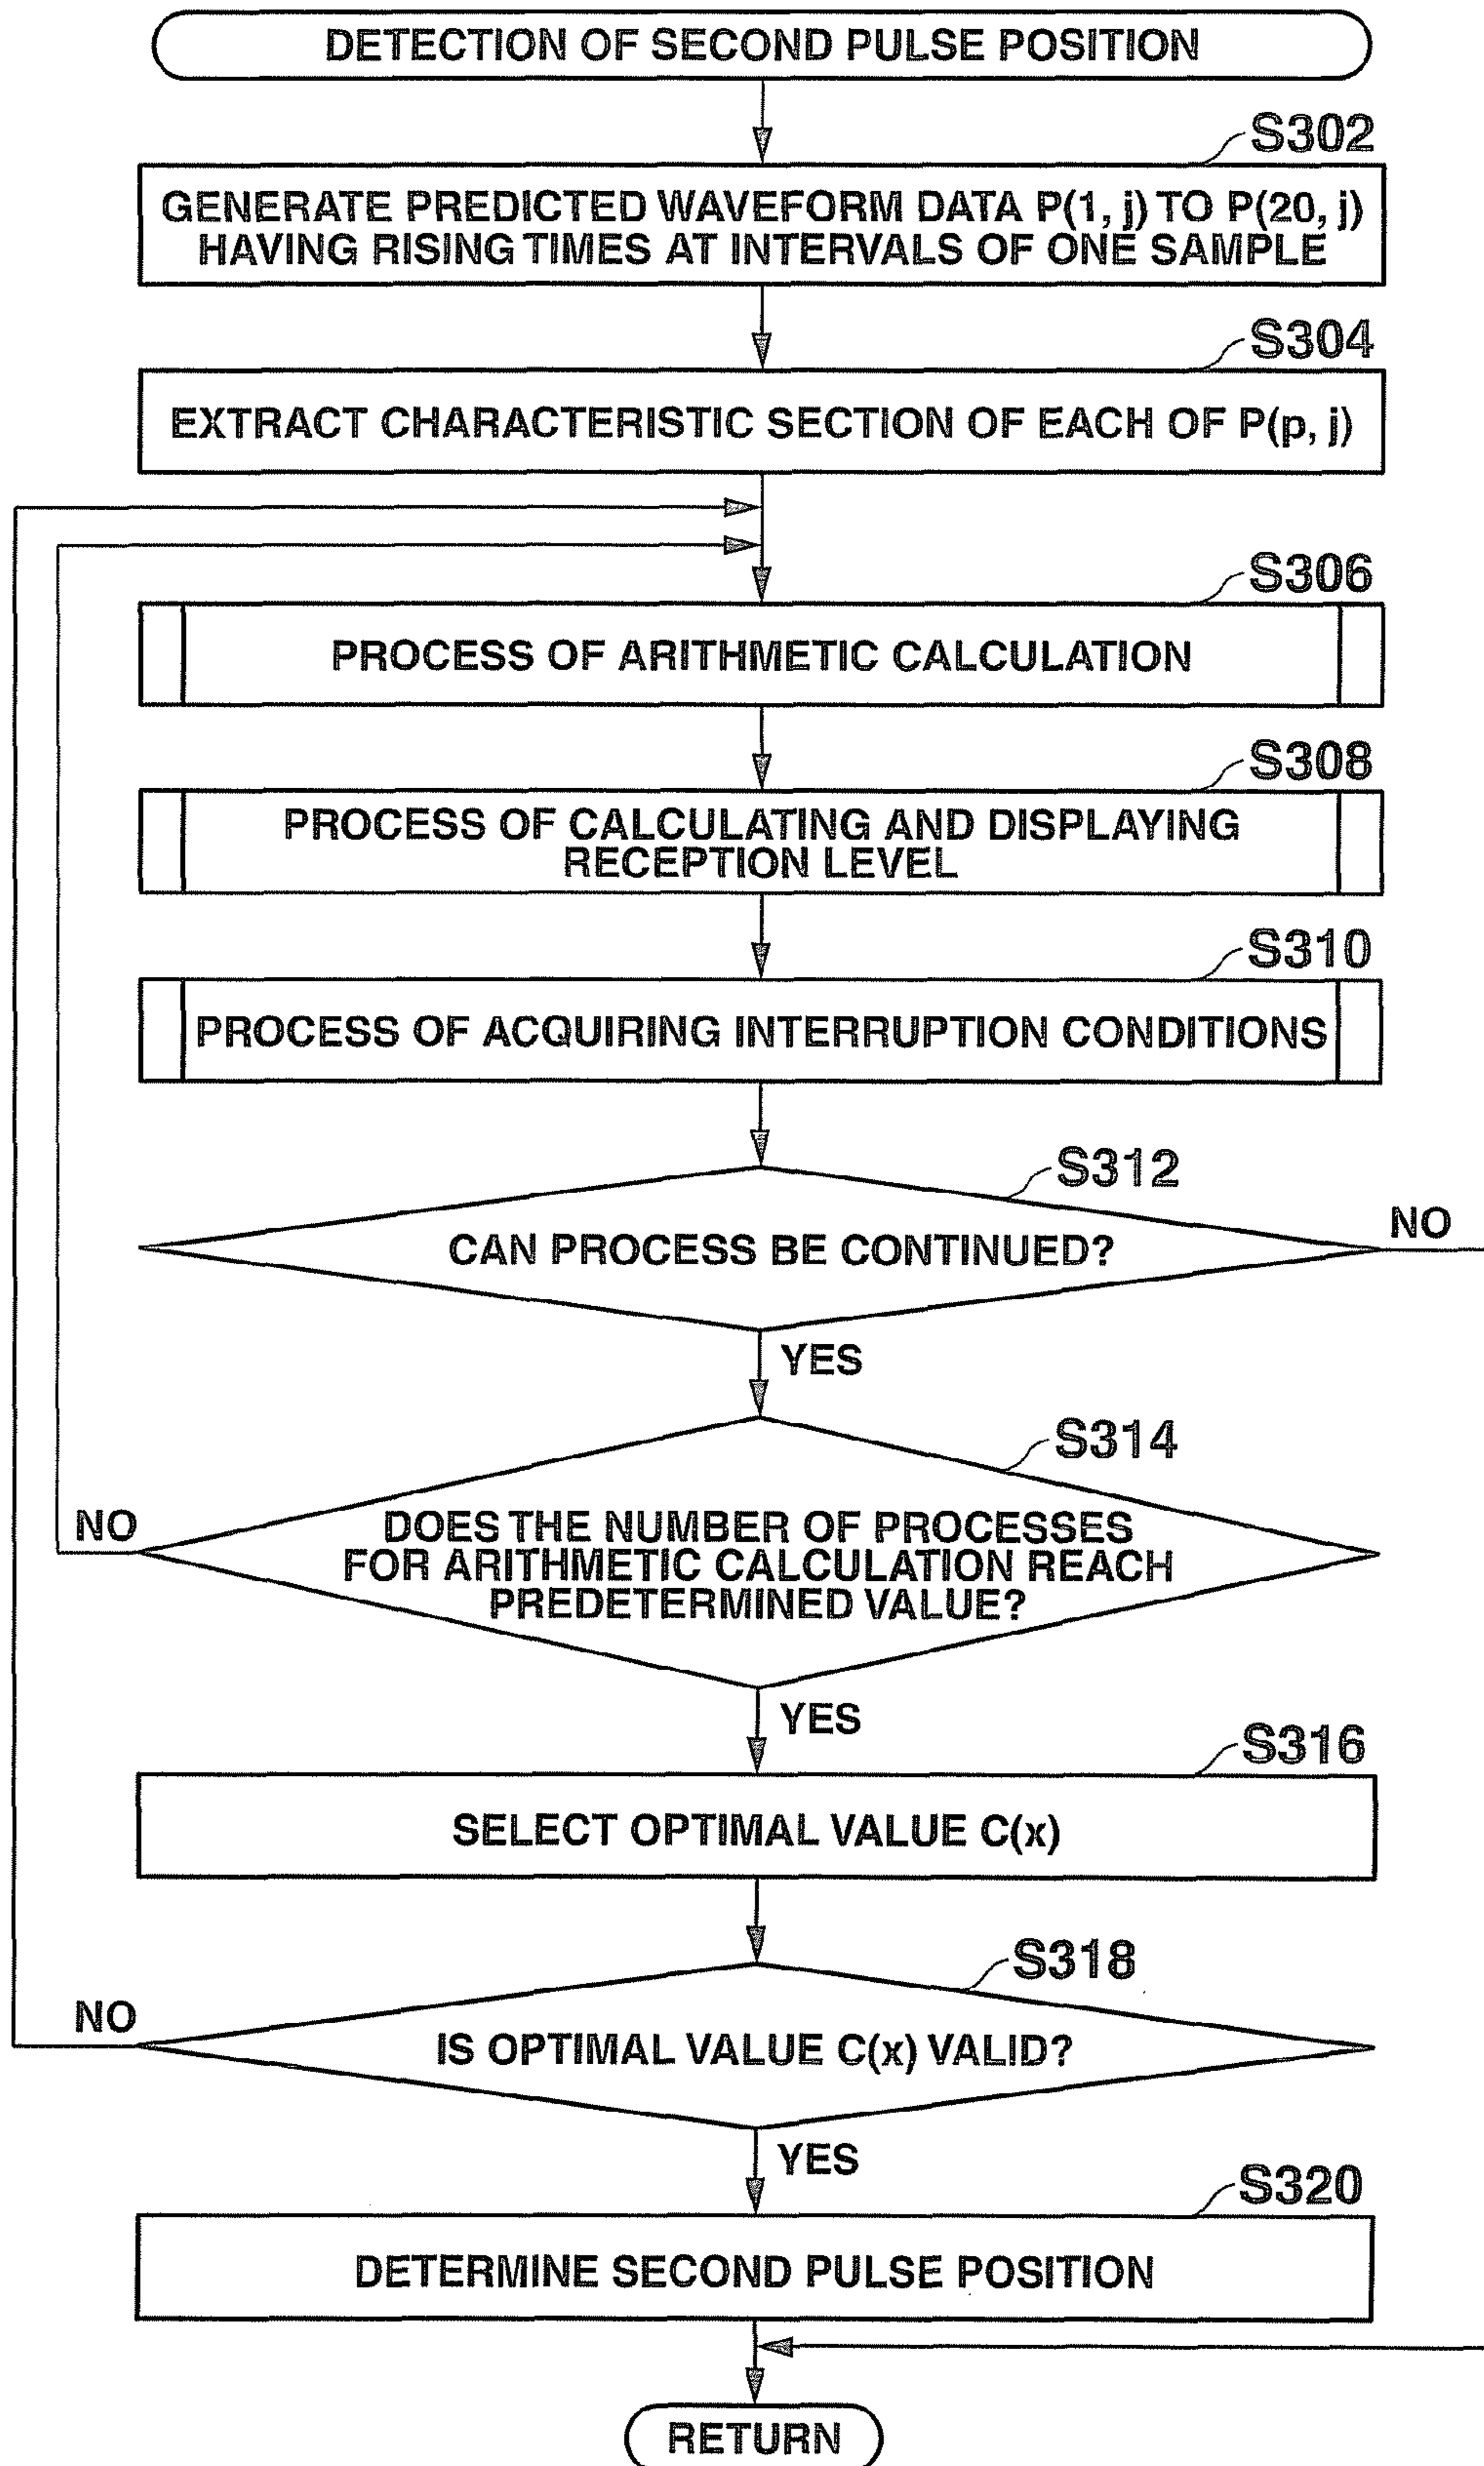 DETECTION OF SECOND PULSE POSITION
S302
GENERATE PREDICTED WAVEFORM DATA P(1, j) TO P(20, j)
HAVING RISING TIMES AT INTERVALS OF ONE SAMPLE
S304
EXTRACT CHARACTERISTIC SECTION OF EACH OF P(p, j)
S306
PROCESS OF ARITHMETIC CALCULATION
S308
PROCESS OF CALCULATING AND DISPLAYING
RECEPTION LEVEL
S310
PROCESS OF ACQUIRING INTERRUPTION CONDITIONS
S312
CAN PROCESS BE CONTINUED?
NO
YES
S314
DOES THE NUMBER OF PROCESSES
FOR ARITHMETIC CALCULATION REACH
PREDETERMINED VALUE?
NO
YES
S316
SELECT OPTIMAL VALUE C(x)
S318
IS OPTIMAL VALUE C(x) VALID?
NO
YES
S320
DETERMINE SECOND PULSE POSITION
RETURN